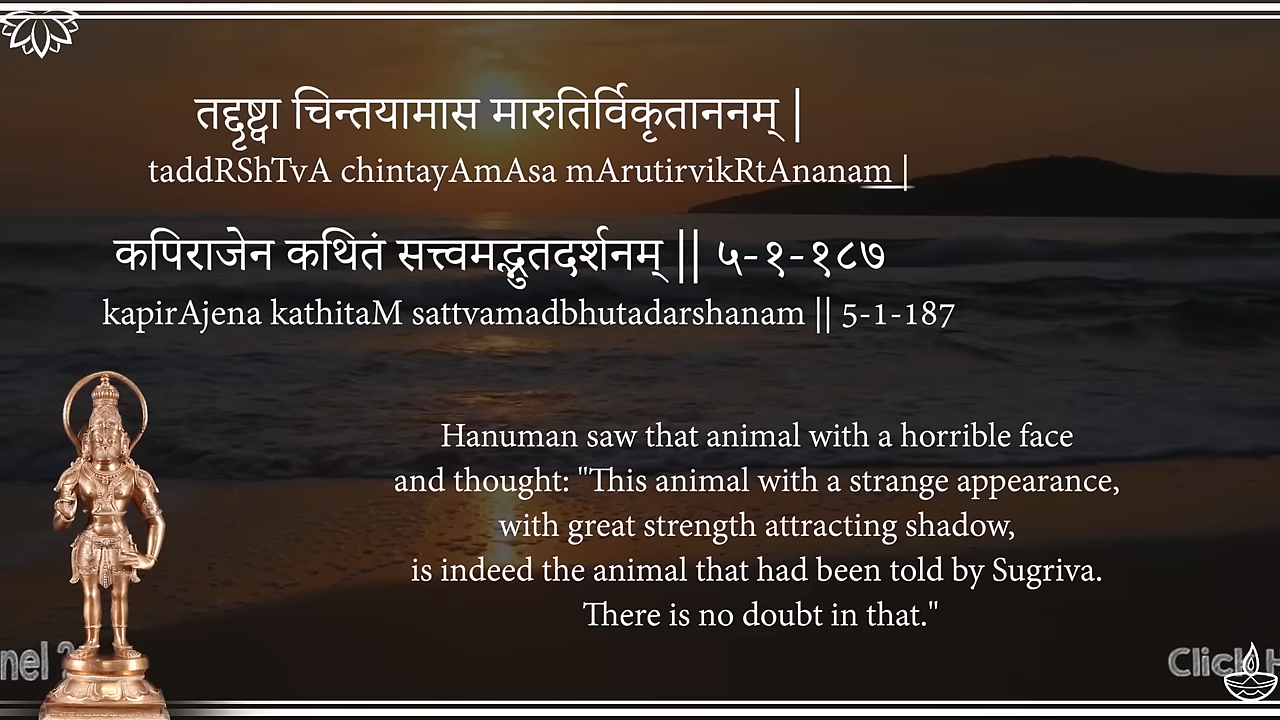 तद्दृष्ट्वा चिन्तयामास मारुतिर्विकृताननम् |
taddRShTvA chintayAmAsa mArutirvikRtAnanam |
कपिराजेन कथितं सत्त्वमद्भुतदर्शनम् || ५-१-१८७
kapirAjena kathitaM sattvamadbhutadarshanam || 5-1-187
Hanuman saw that animal with a horrible face
and thought: "This animal with a strange appearance,
with great strength attracting shadow,
is indeed the animal that had been told by Sugriva.
There is no doubt in that."
nel
Click H